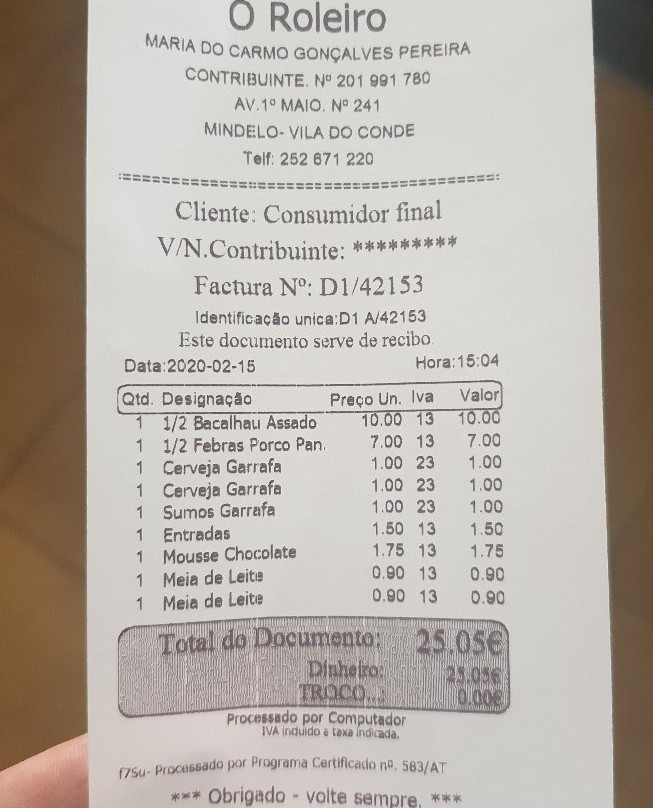 O Roleiro
MARIA DO CARMO GONÇALVES PEREIRA
CONTRIBUINTE. Nº 201 991 780
AV.1º MAIO. Nº 241
MINDELO- VILA DO CONDE
Telf: 252 671 220
Cliente: Consumidor final
V/N.Contribuinte: *********
Factura Nº: D1/42153
Identificação unica:D1 A/42153
Este documento serve de recibo.
Data:2020-02-15 Hora:15:04
Qtd. Designação Preço Un. Iva Valor
1 1/2 Bacalhau Assado 10.00 13 10.00
1 1/2 Febras Porco Pan. 7.00 13 7.00
1 Cerveja Garrafa 1.00 23 1.00
1 Cerveja Garrafa 1.00 23 1.00
1 Sumos Garrafa 1.00 23 1.00
1 Entradas 1.50 13 1.50
1 Mousse Chocolate 1.75 13 1.75
1 Meia de Leite 0.90 13 0.90
1 Meia de Leite 0.90 13 0.90
Total do Documento: 25.05€
Dinheiro: 25.05€
TROCO...: 0.00€
Processado por Computador
IVA incluido a taxa indicada.
f7Su- Processado por Programa Certificado nº. 583/AT
*** Obrigado - volte sempre. ***